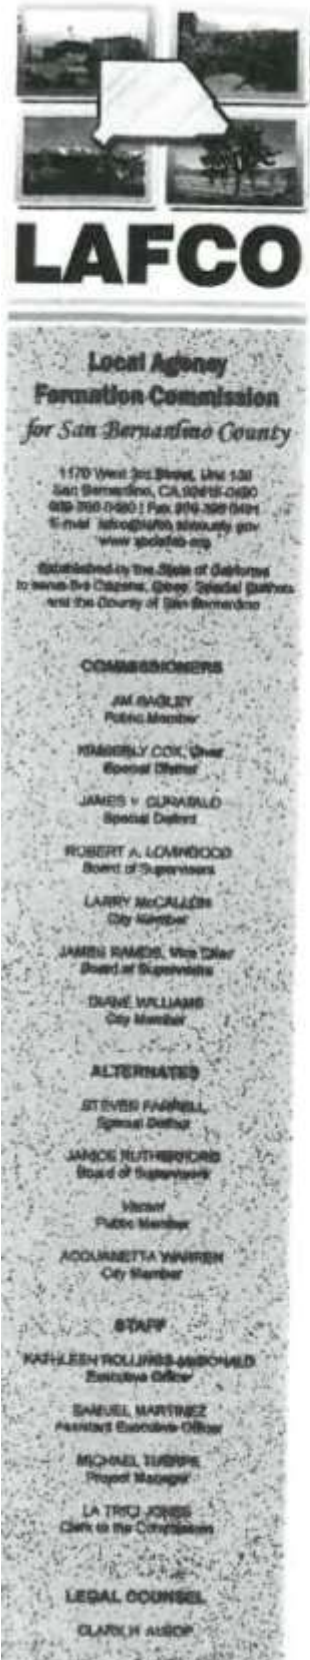 LAFCO
Local Agency
Formation Commission
for San Bernardino County
1170 West 3rd Street, Unit 150
San Bernardino, CA 92415-0490
Fax
E-mail
Established by the State of California
to serve the Citizens, Cities, Special Districts
and the County of San Bernardino
COMMISSIONERS
JIM BAGLEY
Public Member
KIMBERLY COX, Chair
Special District
JAMES V. CURATALO
Special District
ROBERT A. LOVINGOOD
Board of Supervisors
LARRY McCALLON
City Member
JAMES RAMOS, Vice Chair
Board of Supervisors
DIANE WILLIAMS
City Member
ALTERNATES
STEVEN FARRELL
Special District
JANICE RUTHERFORD
Board of Supervisors
Vacant
Public Member
ACQUANETTA WARREN
City Member
STAFF
KATHLEEN ROLLINGS-McDONALD
Executive Officer
SAMUEL MARTINEZ
Assistant Executive Officer
MICHAEL TUERPE
Project Manager
LA TRICI JONES
Clerk to the Commission
LEGAL COUNSEL
CLARK H. ALSOP